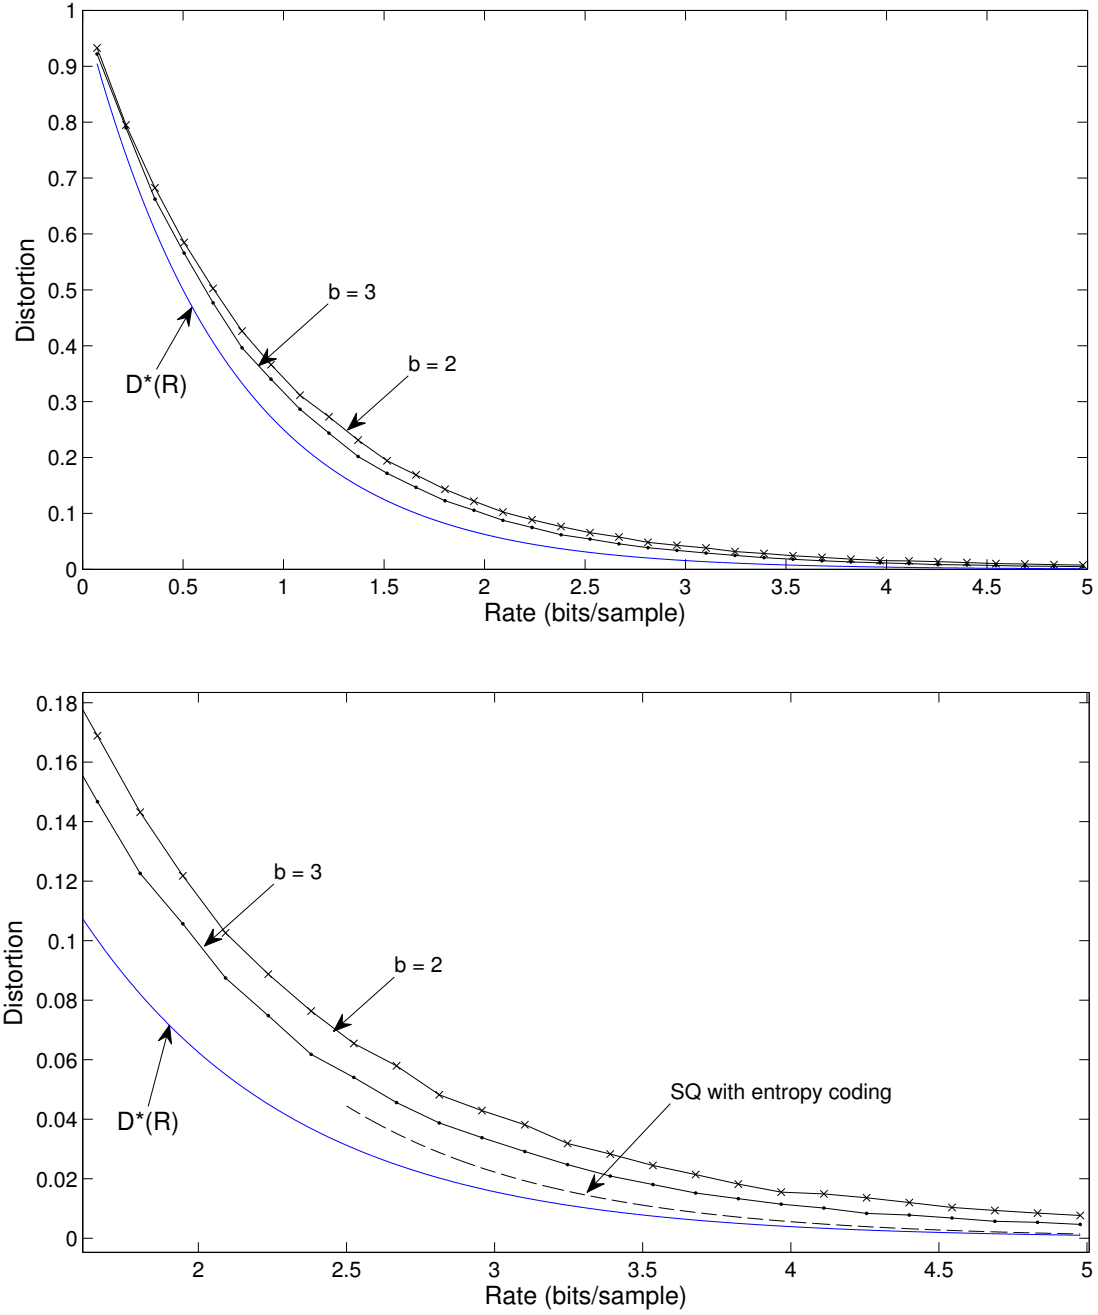 1
0.9
0.8
0.7
0.6
0.5
0.4
0.3
0.2
0.1
0
Distortion
b = 3
b = 2
D*(R)
0 0.5 1 1.5 2 2.5 3 3.5 4 4.5 5
Rate (bits/sample)
0.18
0.16
0.14
0.12
0.1
0.08
0.06
0.04
0.02
0
Distortion
b = 3
b = 2
SQ with entropy coding
D*(R)
2 2.5 3 3.5 4 4.5 5
Rate (bits/sample)